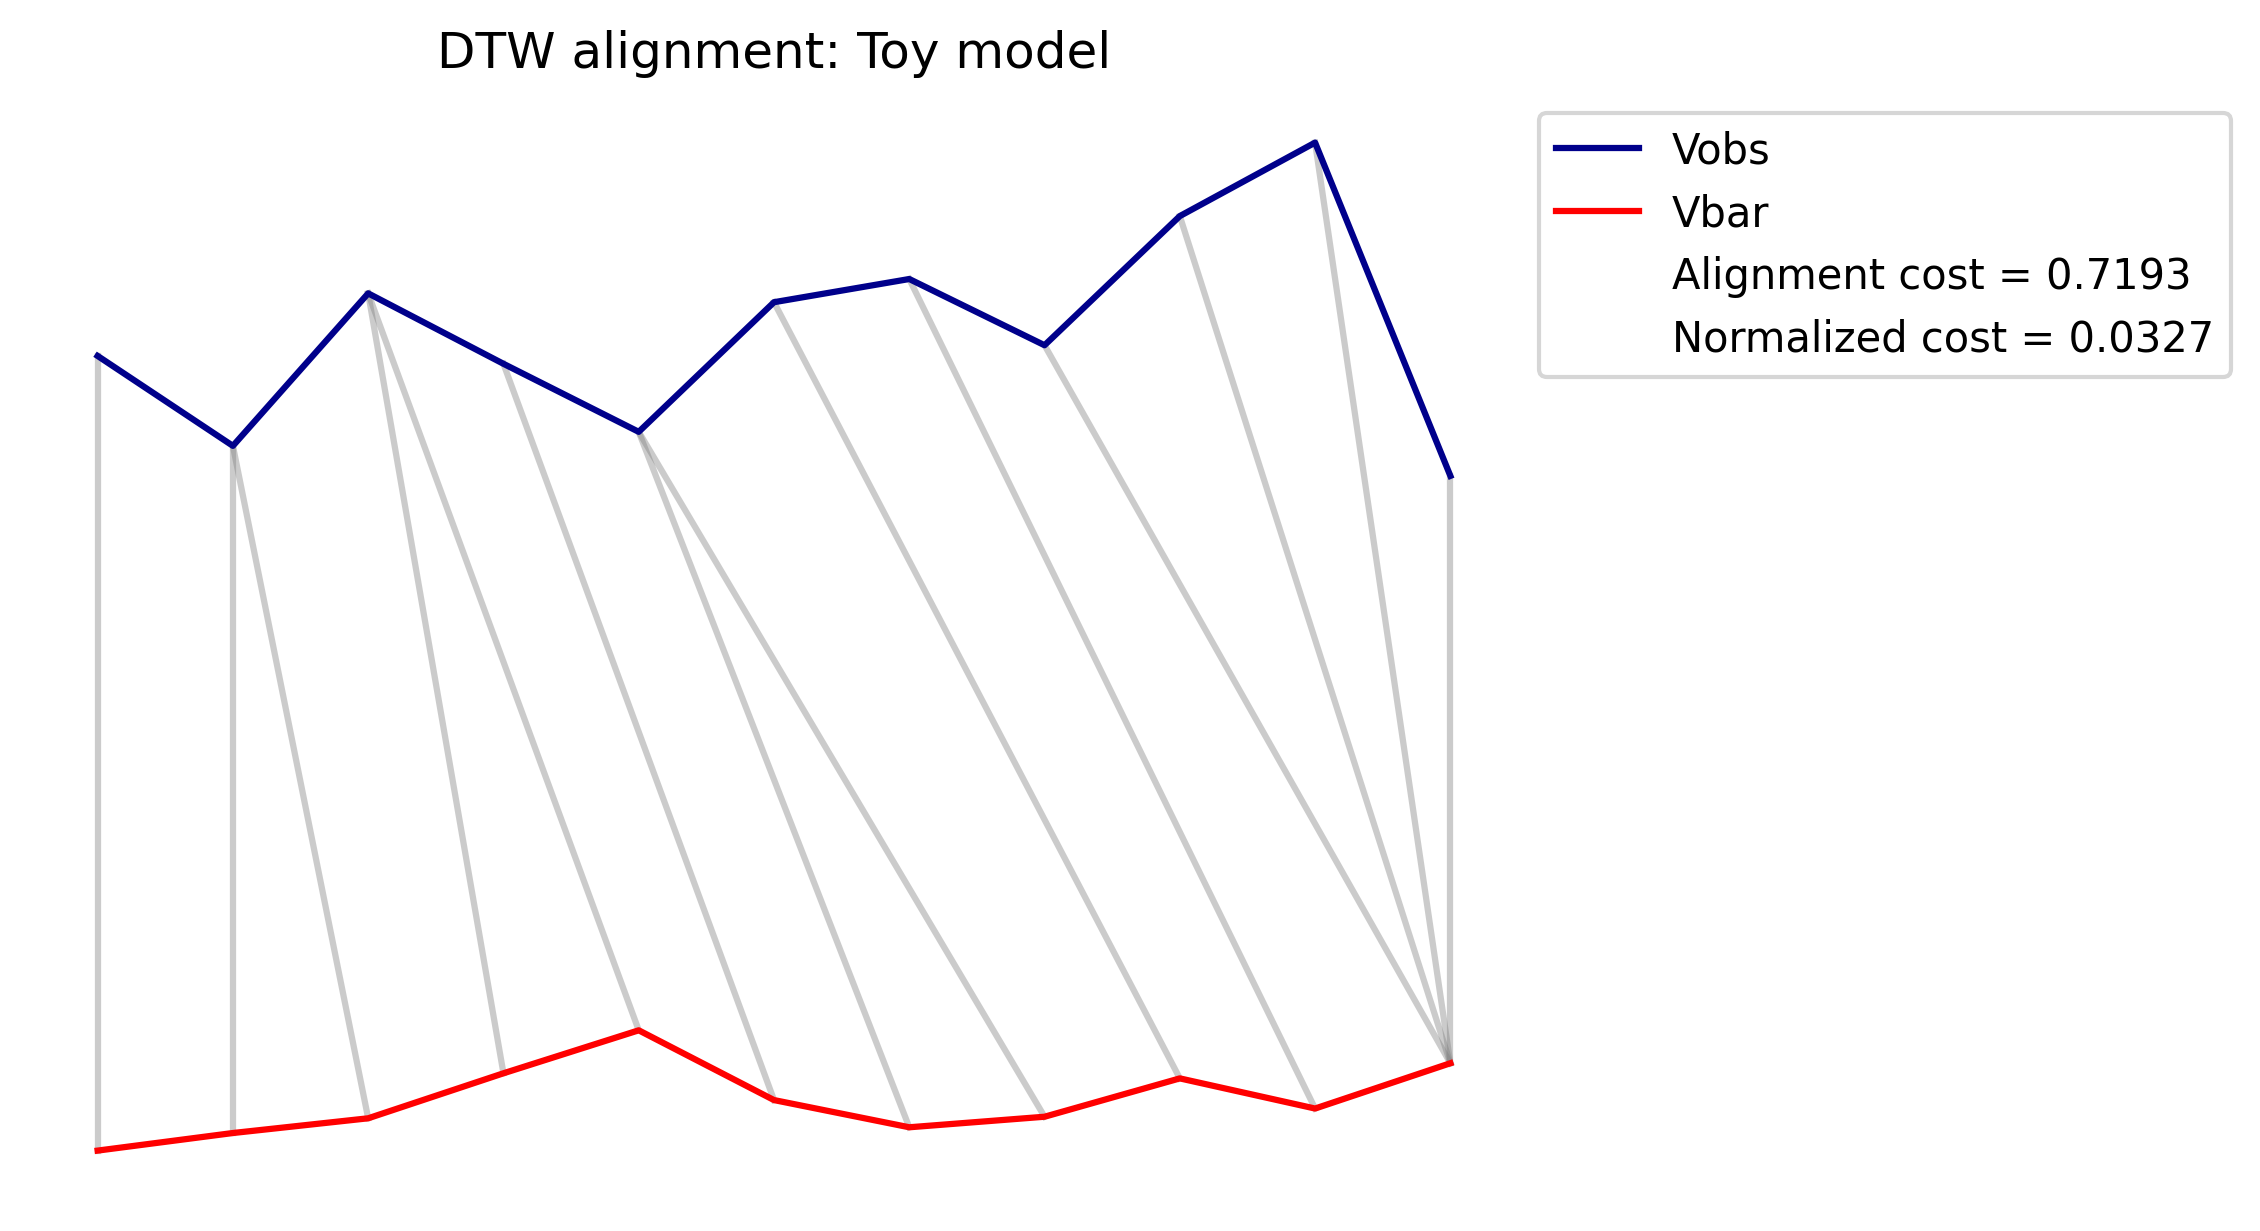 DTW alignment: Toy model
Vobs
Vbar
Alignment cost = 0.7193
Normalized cost = 0.0327